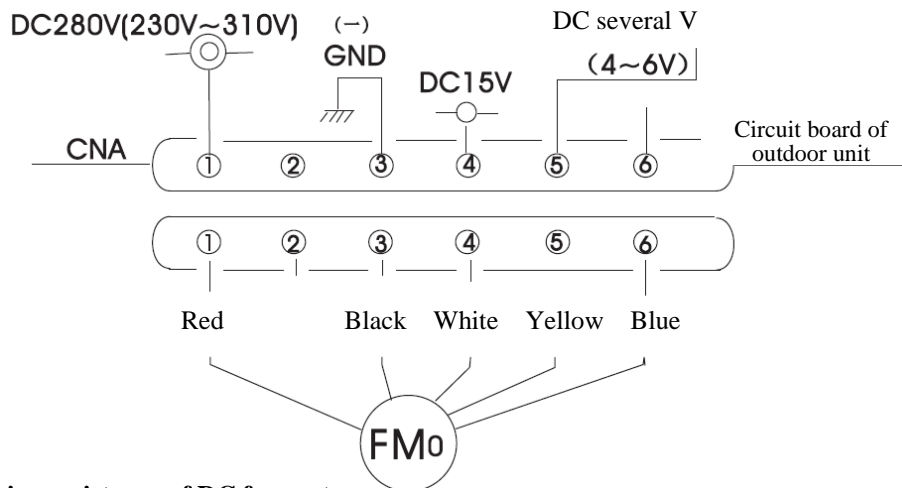 DC280V(230V~310V)
(−)
GND
DC several V
(4~6V)
DC15V
CNA
Circuit board of
outdoor unit
① ② ③ ④ ⑤ ⑥
① ② ③ ④ ⑤ ⑥
Red Black White Yellow Blue
FM0